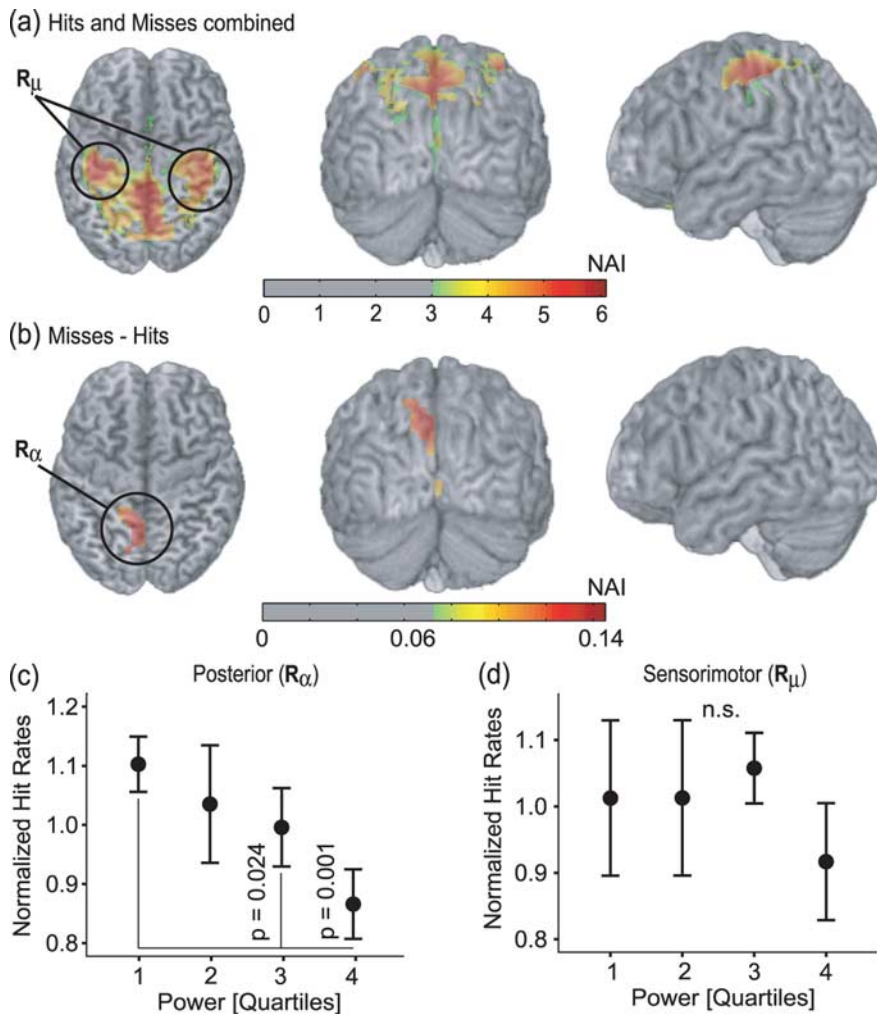 (a) Hits and Misses combined
Rμ
NAI
0 1 2 3 4 5 6
(b) Misses - Hits
Rα
NAI
0 0.06 0.14
(c) Posterior (Rα)
Normalized Hit Rates
1.2
1.1
1.0
0.9
0.8
p = 0.024
p = 0.001
1 2 3 4
Power [Quartiles]
(d) Sensorimotor (Rμ)
n.s.
Normalized Hit Rates
1.1
1.0
0.9
0.8
1 2 3 4
Power [Quartiles]